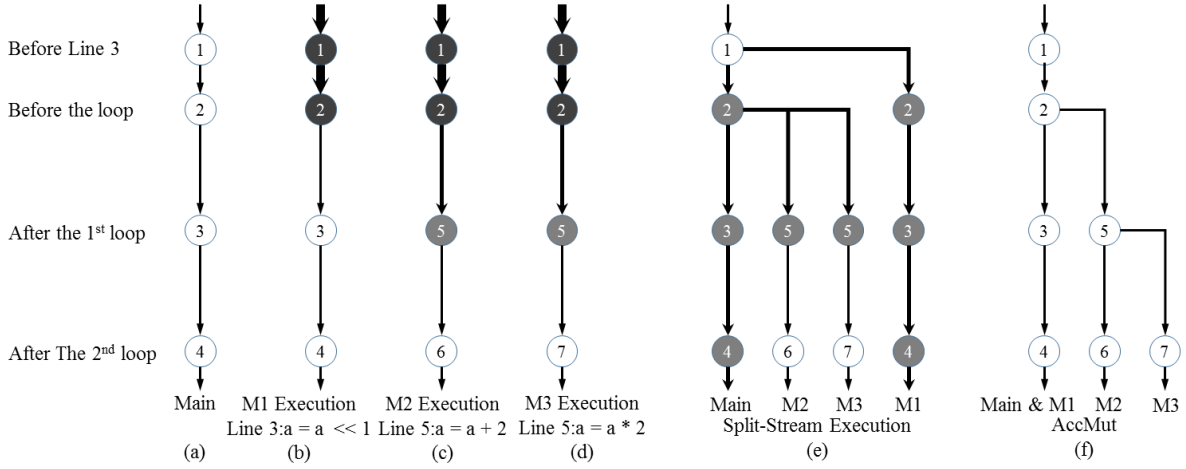 Before Line 3
1 1 1 1 1 1
Before the loop
2 2 2 2 2 2 2
After the 1st loop
3 3 5 5 3 5 5 3 3 5
After The 2nd loop
4 4 6 7 4 6 7 4 4 6 7
Main M1 Execution M2 Execution M3 Execution Main M2 M3 M1 Main & M1 M2 M3
Line 3:a = a << 1 Line 5:a = a + 2 Line 5:a = a * 2 Split-Stream Execution AccMut
(a) (b) (c) (d) (e) (f)